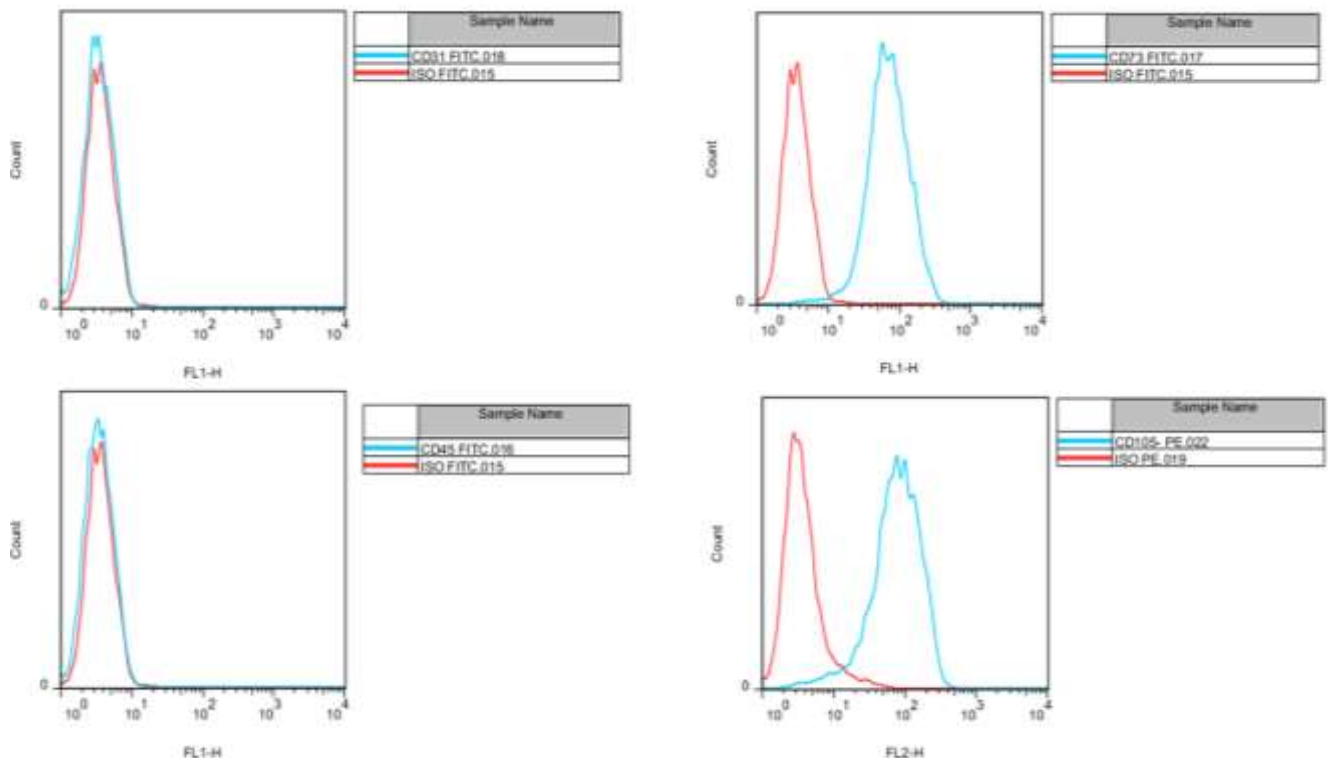 Sample Name
CD31 FITC.018
ISO FITC.015
Count
0
10^0 10^1 10^2 10^3 10^4
FL1-H
Sample Name
CD73 FITC.017
ISO FITC.015
Count
0
10^0 10^1 10^2 10^3 10^4
FL1-H
Sample Name
CD45 FITC.016
ISO FITC.015
Count
0
10^0 10^1 10^2 10^3 10^4
FL1-H
Sample Name
CD105- PE.022
ISO PE.019
Count
0
10^0 10^1 10^2 10^3 10^4
FL2-H